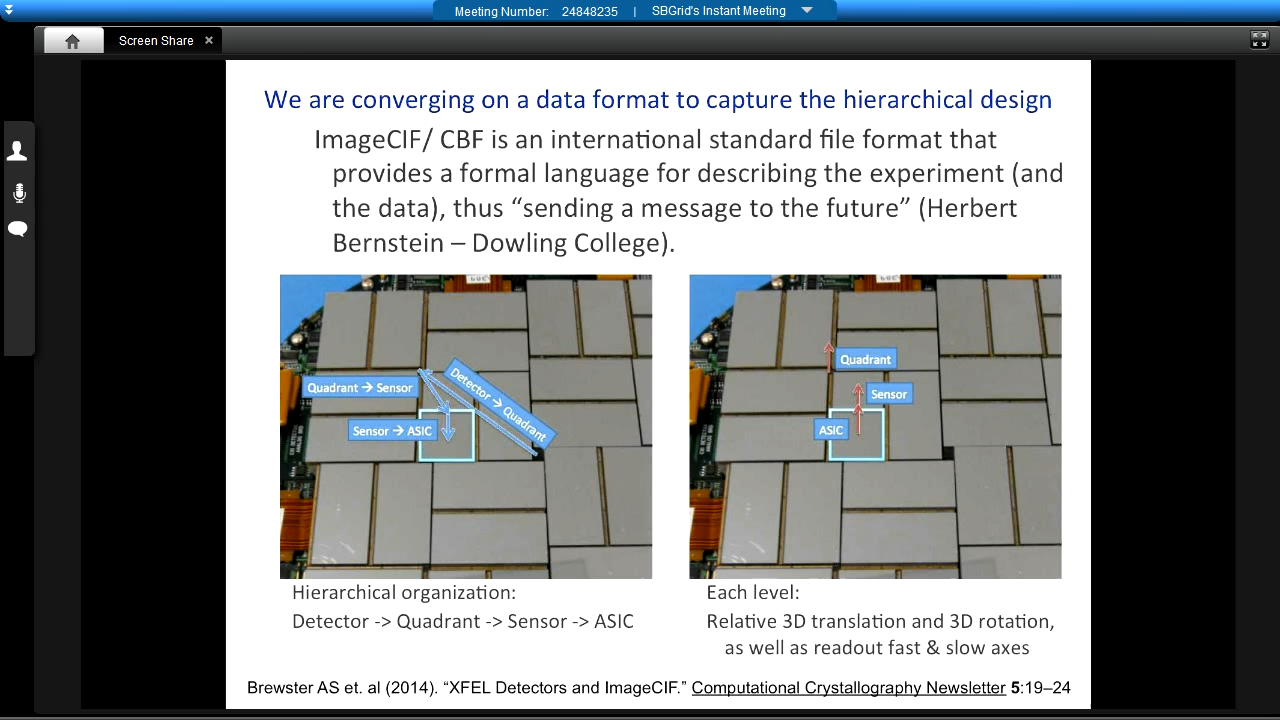 Meeting Number: 24848235 | SBGrid's Instant Meeting
Screen Share ×
We are converging on a data format to capture the hierarchical design
ImageCIF/ CBF is an international standard file format that
provides a formal language for describing the experiment (and
the data), thus “sending a message to the future” (Herbert
Bernstein – Dowling College).
Quadrant → Sensor
Detector → Quadrant
Sensor → ASIC
Quadrant
Sensor
ASIC
Hierarchical organization:
Detector -> Quadrant -> Sensor -> ASIC
Each level:
Relative 3D translation and 3D rotation,
as well as readout fast & slow axes
Brewster AS et. al (2014). “XFEL Detectors and ImageCIF.” Computational Crystallography Newsletter 5:19–24